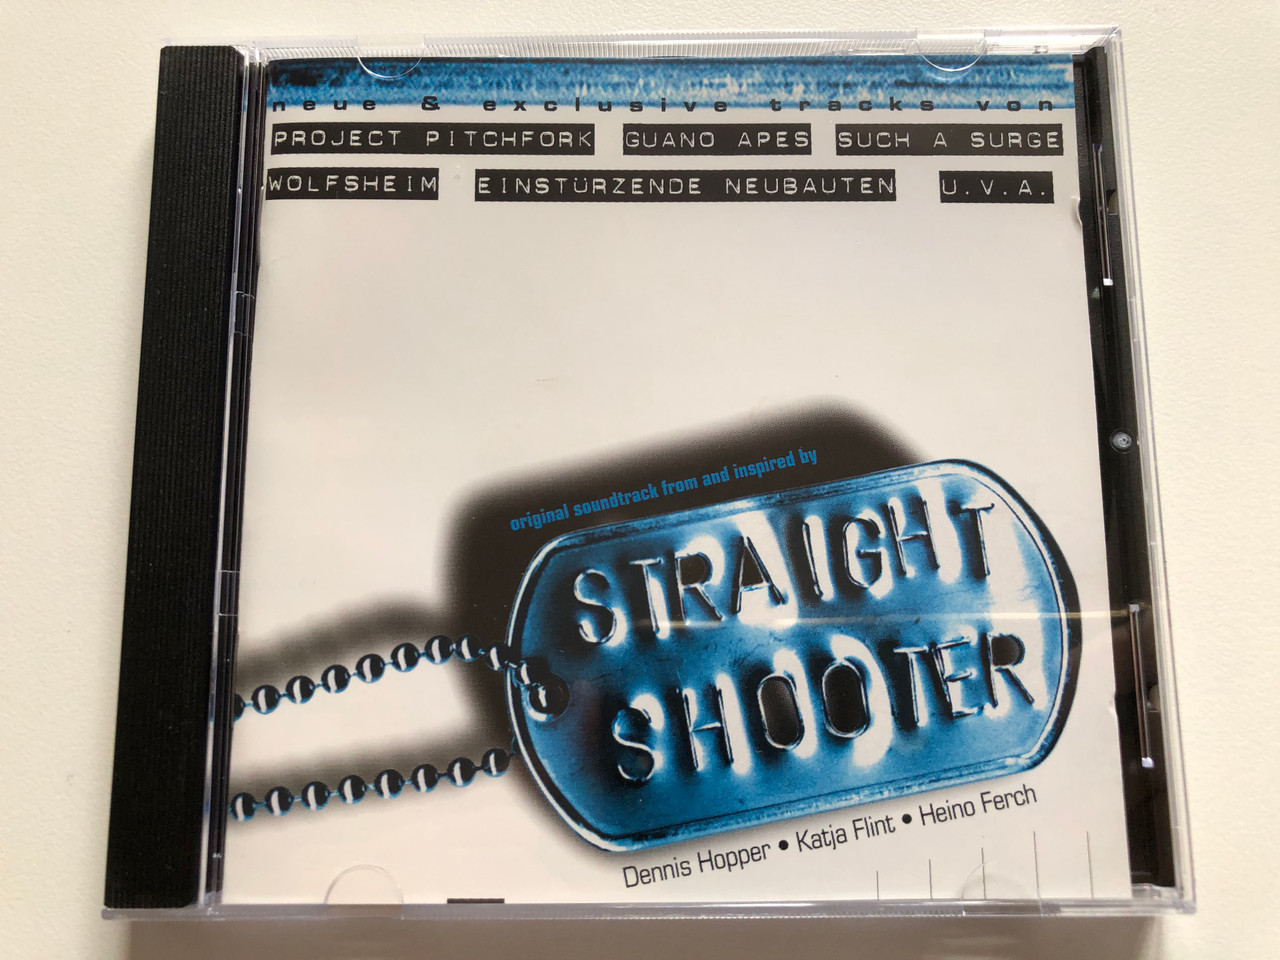 neue & exclusive tracks von
PROJECT PITCHFORK GUANO APES SUCH A SURGE
WOLFSHEIM EINSTÜRZENDE NEUBAUTEN U.V.A.
original soundtrack from and inspired by
STRAIGHT
SHOOTER
Dennis Hopper • Katja Flint • Heino Ferch